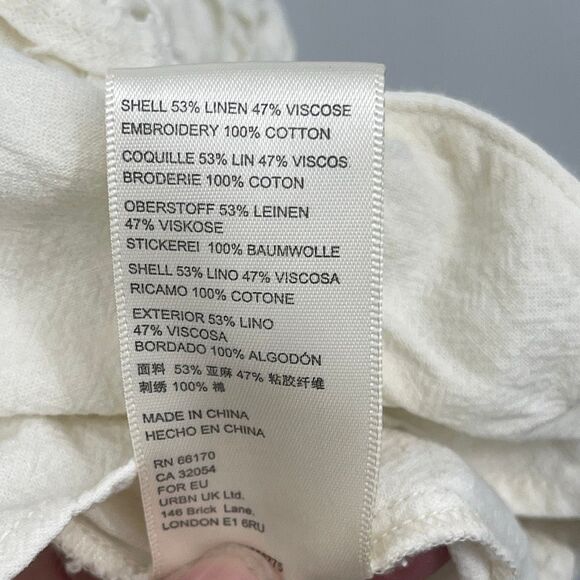 SHELL 53% LINEN 47% VISCOSE
EMBROIDERY 100% COTTON
COQUILLE 53% LIN 47% VISCOS
BRODERIE 100% COTON
OBERSTOFF 53% LEINEN
47% VISKOSE
STICKEREI 100% BAUMWOLLE
SHELL 53% LINO 47% VISCOSA
RICAMO 100% COTONE
EXTERIOR 53% LINO
47% VISCOSA
BORDADO 100% ALGODÓN
面料 53% 亚麻 47% 粘胶纤维
刺绣 100% 棉
MADE IN CHINA
HECHO EN CHINA
RN 66170
CA 32054
FOR EU
URBN UK Ltd.
146 Brick Lane,
LONDON E1 6RU